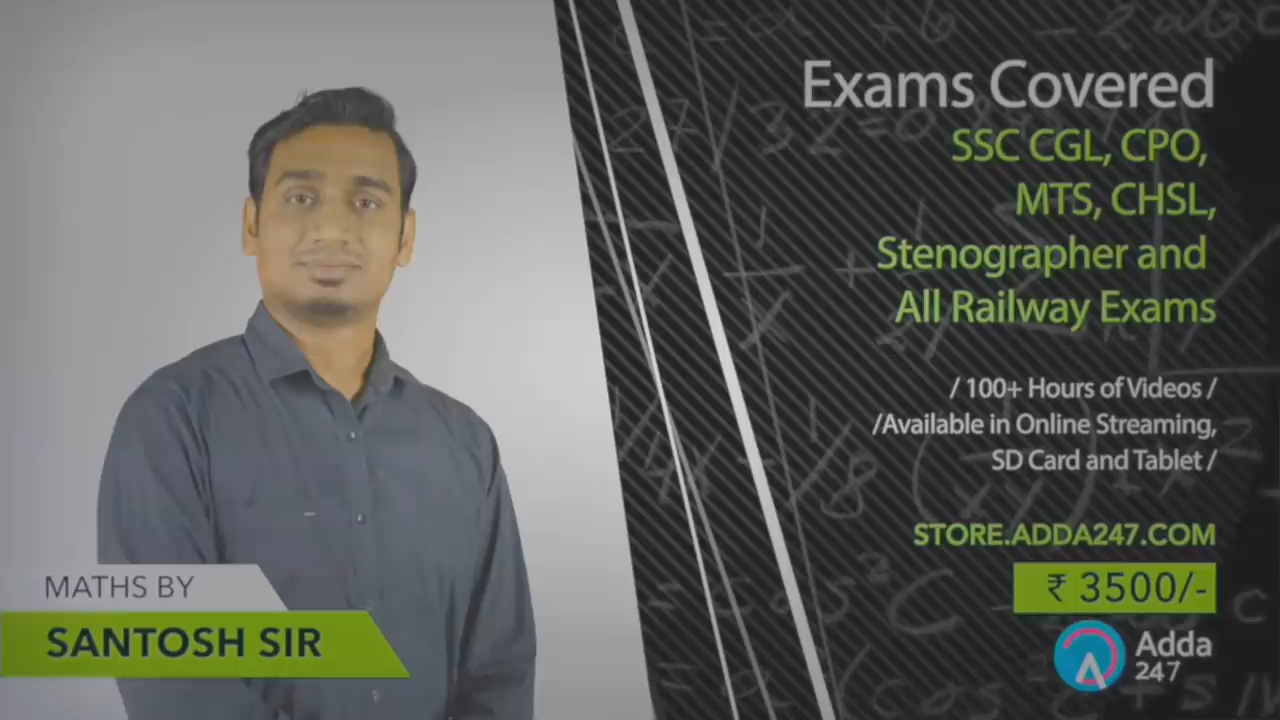 Exams Covered
SSC CGL, CPO,
MTS, CHSL,
Stenographer and
All Railway Exams
/ 100+ Hours of Videos /
/Available in Online Streaming,
SD Card and Tablet /
STORE.ADDA247.COM
₹ 3500/-
Adda
247
MATHS BY
SANTOSH SIR